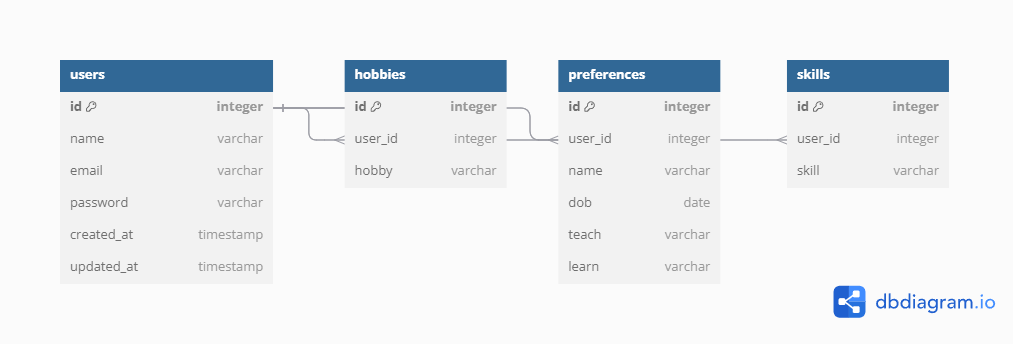 users
id integer
name varchar
email varchar
password varchar
created_at timestamp
updated_at timestamp
hobbies
id integer
user_id integer
hobby varchar
preferences
id integer
user_id integer
name varchar
dob date
teach varchar
learn varchar
skills
id integer
user_id integer
skill varchar
dbdiagram.io